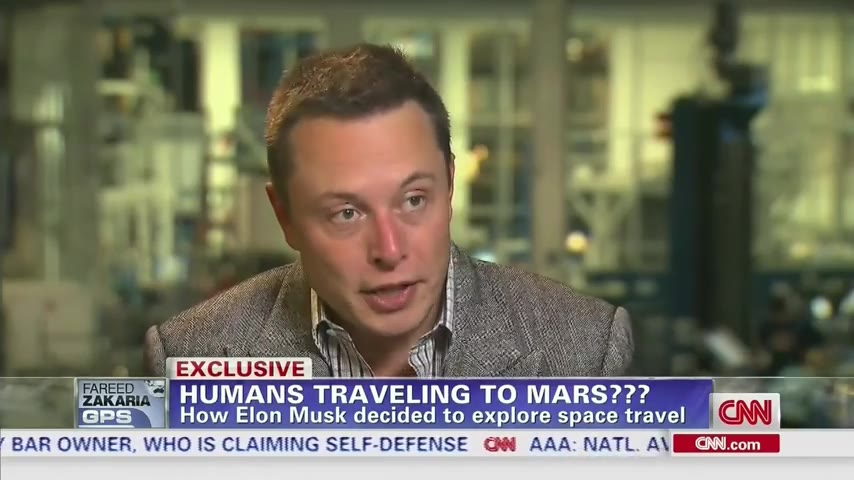 EXCLUSIVE
FAREED
ZAKARIA
GPS
HUMANS TRAVELING TO MARS???
How Elon Musk decided to explore space travel
CNN
Y BAR OWNER, WHO IS CLAIMING SELF-DEFENSE CNN AAA: NATL. AV
CNN.com